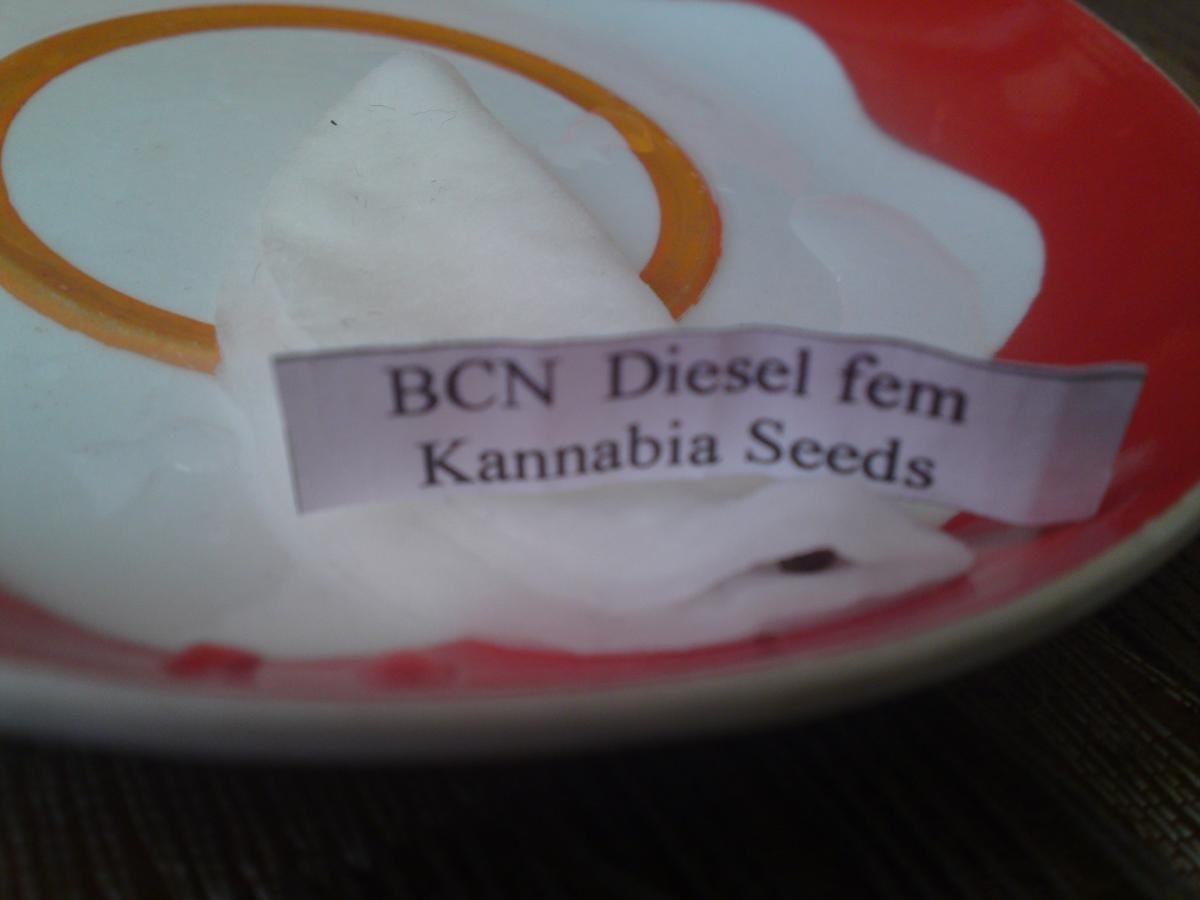 BCN Diesel fem
Kannabia Seeds